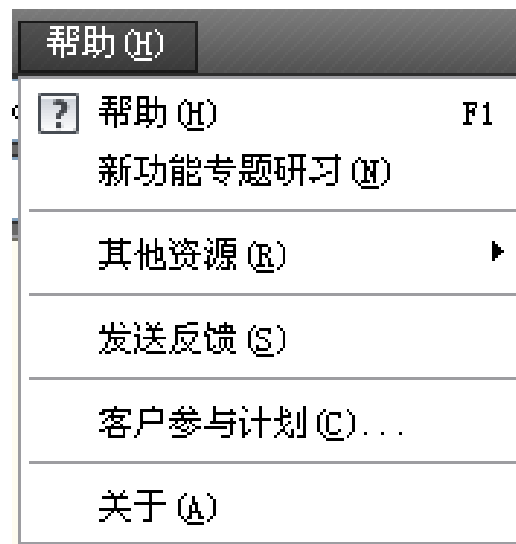 帮助(H)
帮助(H) F1
新功能专题研习(N)
其他资源(R)
发送反馈(S)
客户参与计划(C)...
关于(A)